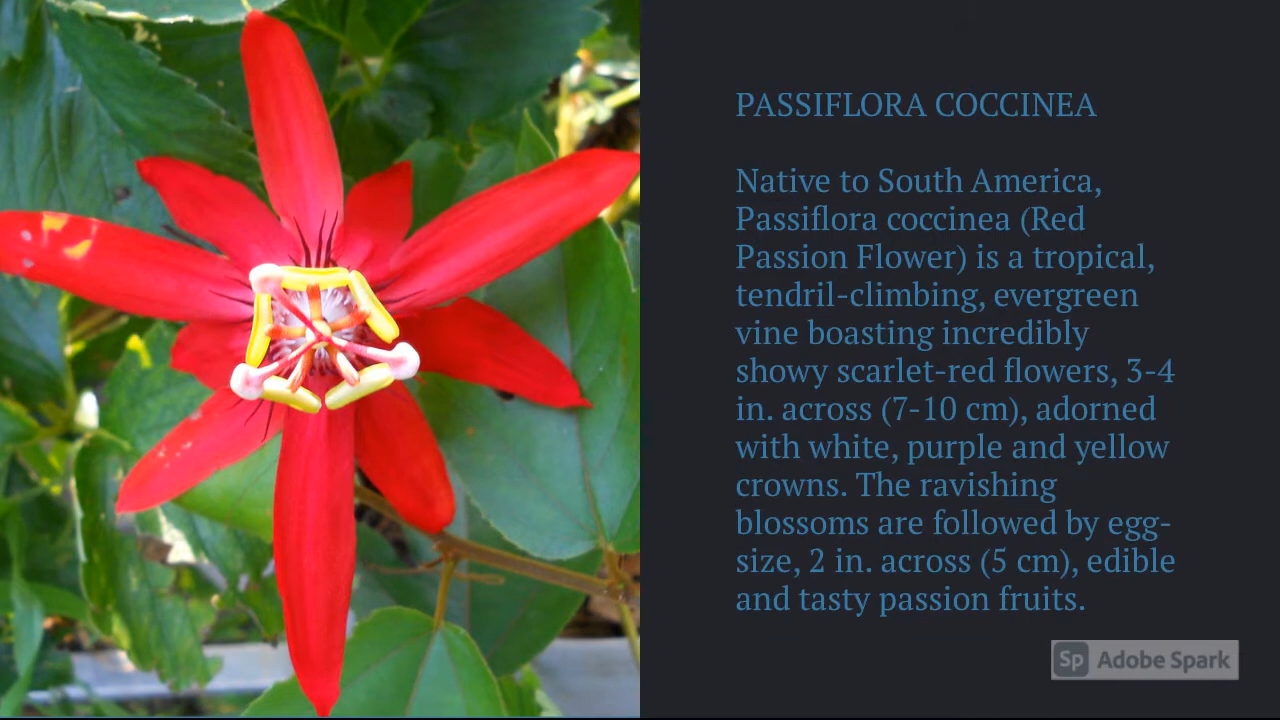 PASSIFLORA COCCINEA
Native to South America,
Passiflora coccinea (Red
Passion Flower) is a tropical,
tendril-climbing, evergreen
vine boasting incredibly
showy scarlet-red flowers, 3-4
in. across (7-10 cm), adorned
with white, purple and yellow
crowns. The ravishing
blossoms are followed by egg-
size, 2 in. across (5 cm), edible
and tasty passion fruits.
Sp Adobe Spark